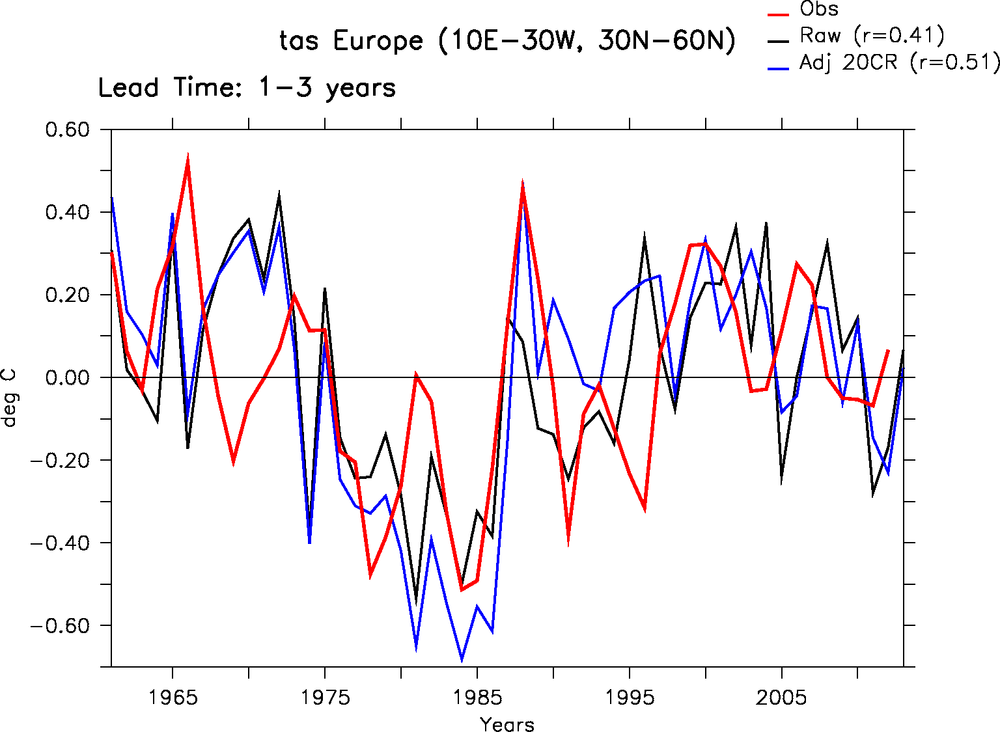 Obs
tas Europe (10E−30W, 30N−60N)
Raw (r=0.41)
Adj 20CR (r=0.51)
Lead Time: 1−3 years
0.60
0.40
0.20
0.00
−0.20
−0.40
−0.60
deg C
1965 1975 1985 1995 2005
Years